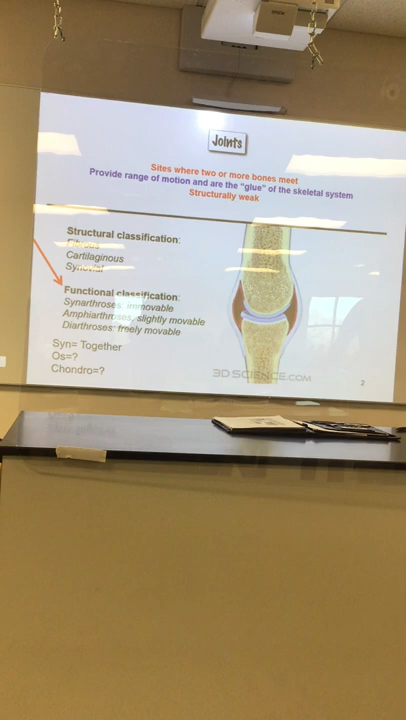 Joints
Sites where two or more bones meet
Provide range of motion and are the "glue" of the skeletal system
Structurally weak
Structural classification:
Fibrous
Cartilaginous
Synovial
Functional classification:
Synarthroses: immovable
Amphiarthroses: slightly movable
Diarthroses: freely movable
Syn= Together
Os=?
Chondro=?
3D SCIENCE.COM
2